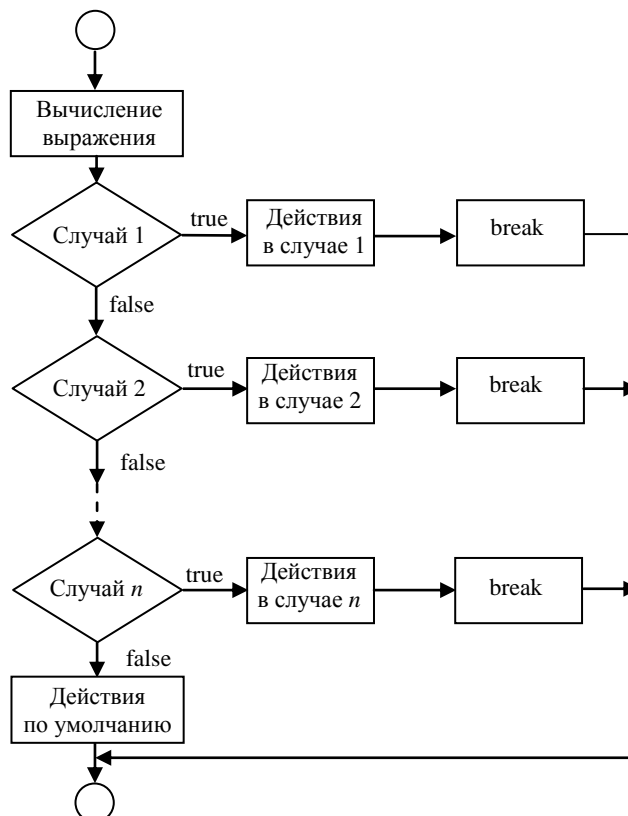 Вычисление
выражения
Случай 1
true
Действия
в случае 1
break
false
Случай 2
true
Действия
в случае 2
break
false
Случай n
true
Действия
в случае n
break
false
Действия
по умолчанию